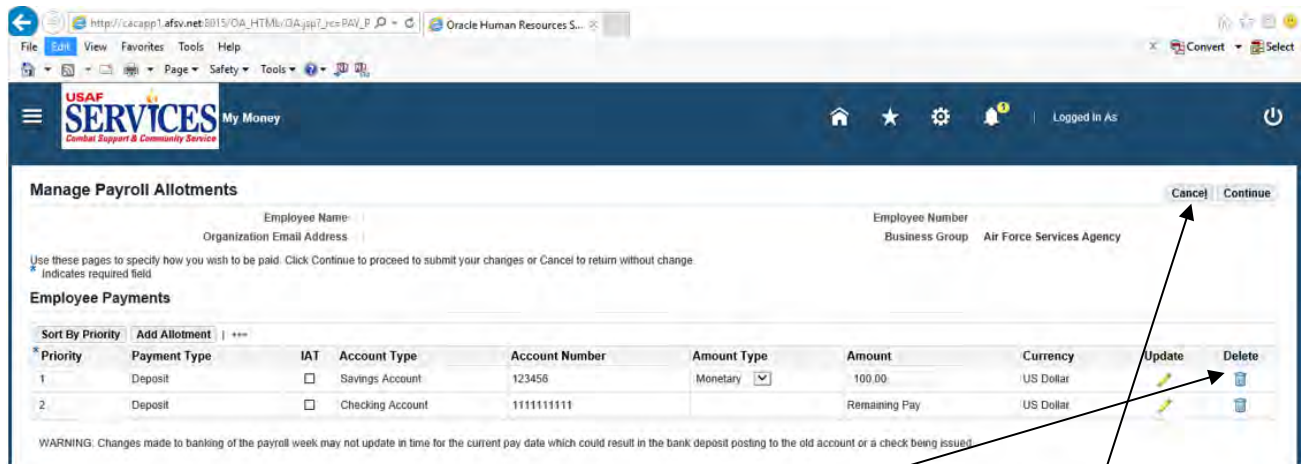 http://cacapp1.afsv.net:8015/OA_HTML/OA.jsp?_rc=PAY_P
Oracle Human Resources S...
File Edit View Favorites Tools Help
Convert Select
Page Safety Tools
USAF
SERVICES
Combat Support & Community Service
My Money
1
Logged In As
Manage Payroll Allotments
Cancel Continue
Employee Name Employee Number
Organization Email Address Business Group Air Force Services Agency
Use these pages to specify how you wish to be paid. Click Continue to proceed to submit your changes or Cancel to return without change.
* Indicates required field
Employee Payments
Sort By Priority Add Allotment | •••
* Priority Payment Type IAT Account Type Account Number Amount Type Amount Currency Update Delete
1 Deposit Savings Account 123456 Monetary 100.00 US Dollar
2 Deposit Checking Account 1111111111 Remaining Pay US Dollar
WARNING: Changes made to banking of the payroll week may not update in time for the current pay date which could result in the bank deposit posting to the old account or a check being issued.